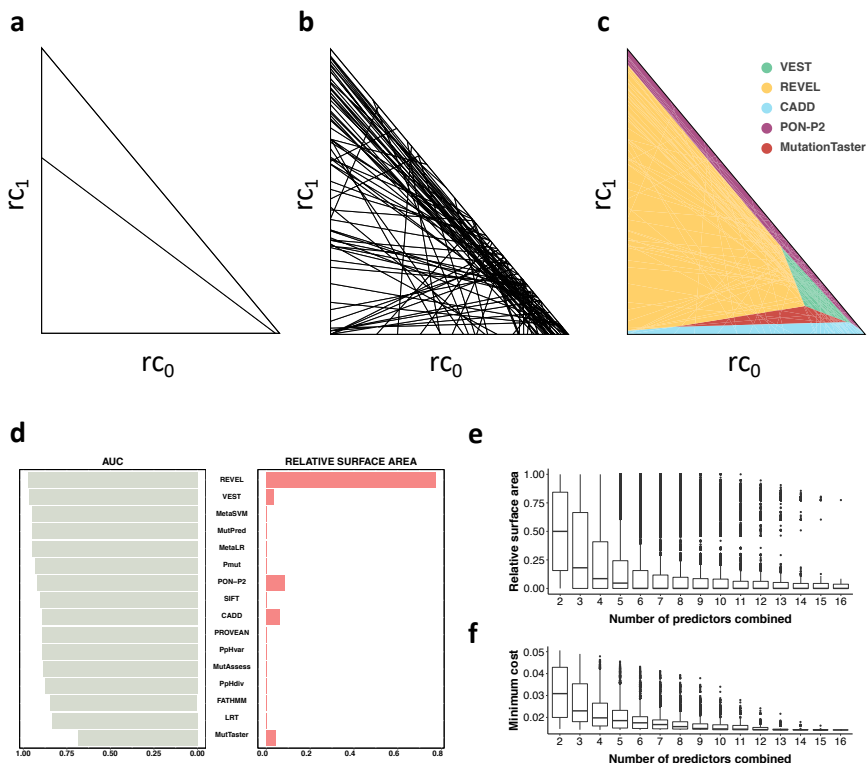 a
b
c
rc1
rc1
rc1
rc0
rc0
rc0
VEST
REVEL
CADD
PON-P2
MutationTaster
d
AUC
RELATIVE SURFACE AREA
REVEL
VEST
MetaSVM
MutPred
MetaLR
Pmut
PON−P2
SIFT
CADD
PROVEAN
PpHvar
MutAssess
PpHdiv
FATHMM
LRT
MutTaster
1.00 0.75 0.50 0.25 0.00
0.0 0.2 0.4 0.6 0.8
e
Relative surface area
1.00
0.75
0.50
0.25
0.00
2 3 4 5 6 7 8 9 10 11 12 13 14 15 16
Number of predictors combined
f
Minimum cost
0.05
0.04
0.03
0.02
2 3 4 5 6 7 8 9 10 11 12 13 14 15 16
Number of predictors combined